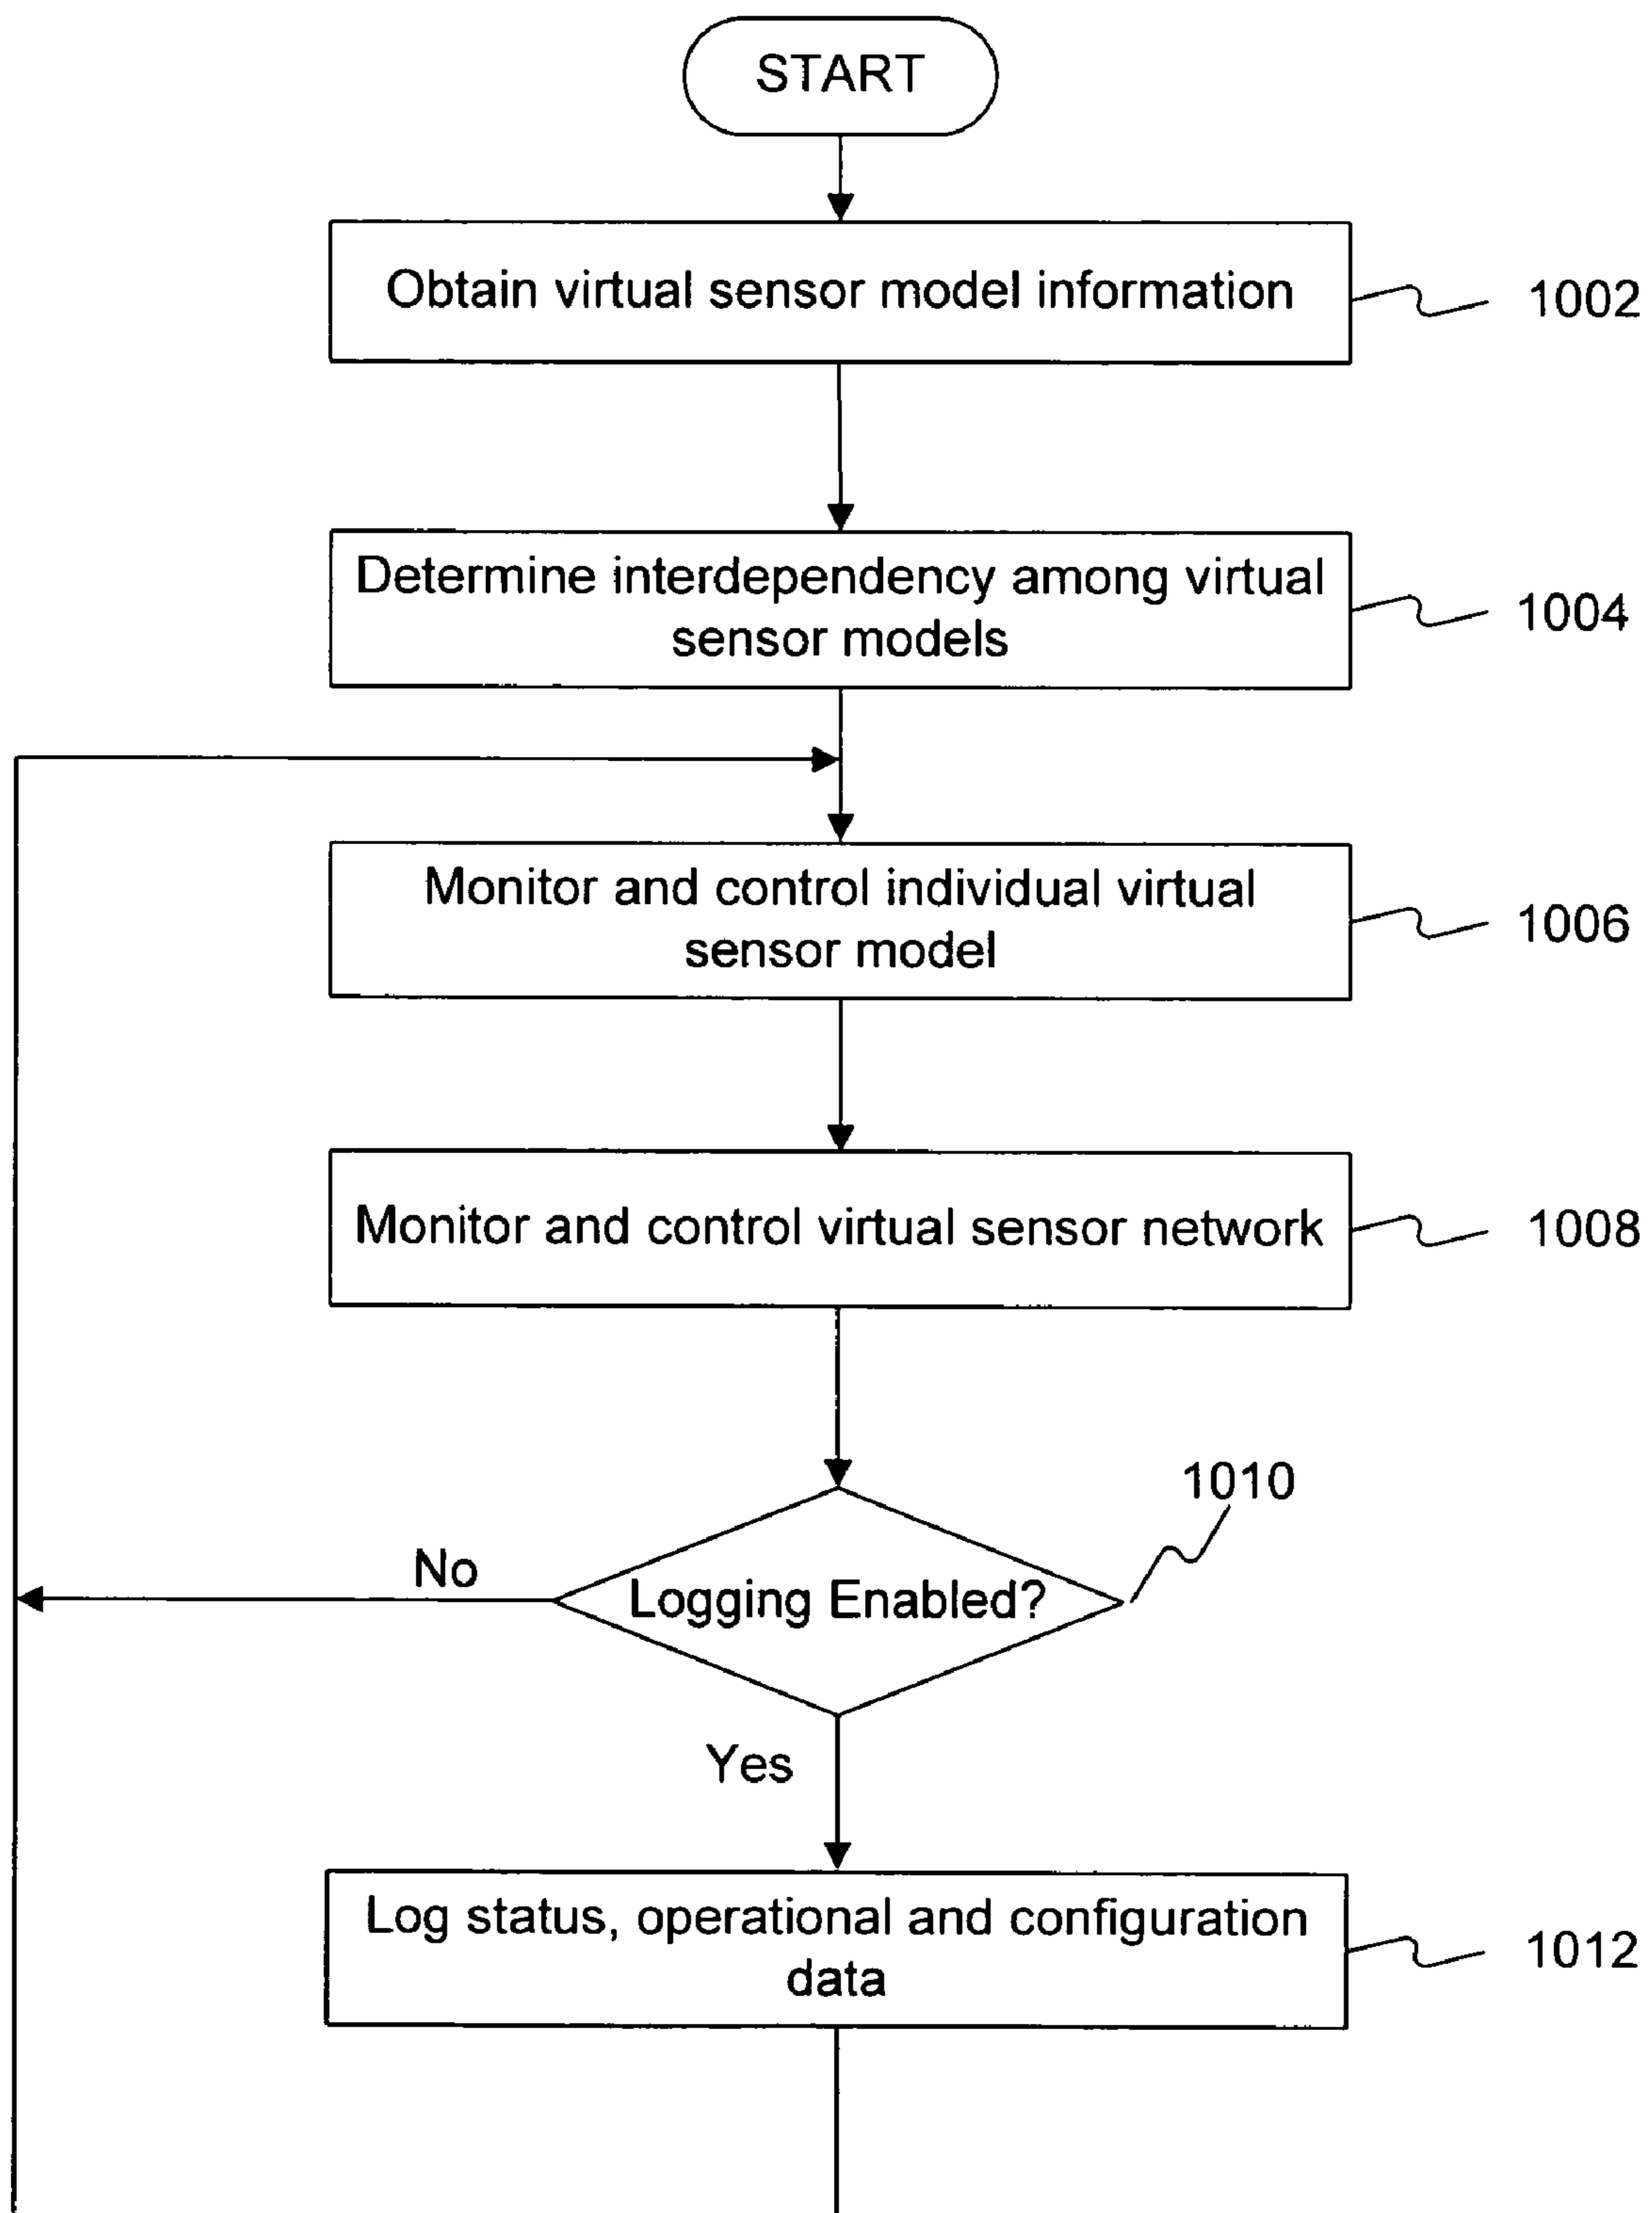 START
Obtain virtual sensor model information
1002
Determine interdependency among virtual
sensor models
1004
Monitor and control individual virtual
sensor model
1006
Monitor and control virtual sensor network
1008
1010
No
Logging Enabled?
Yes
Log status, operational and configuration
data
1012